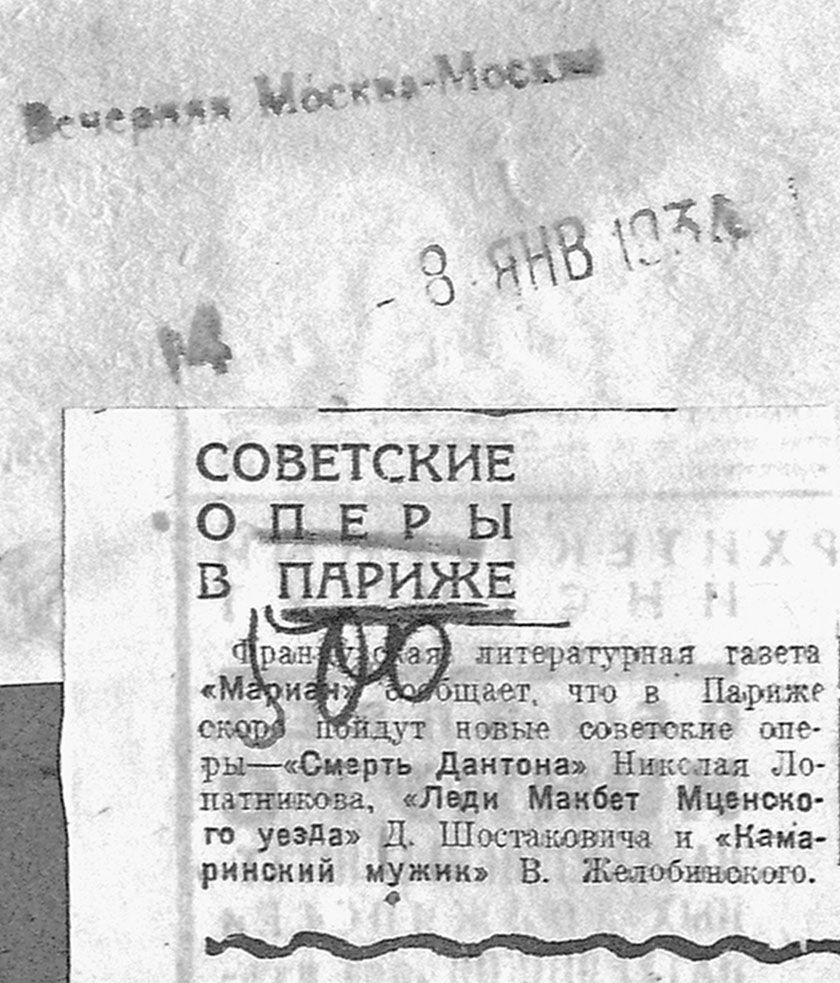 Вечерняя Москва-Москва
- 8 ЯНВ 1934
14
СОВЕТСКИЕ
ОПЕРЫ
В ПАРИЖЕ
500
Французская литературная газета
«Мариан» сообщает, что в Париже
скоро пойдут новые советские опе-
ры—«Смерть Дантона» Николая Ло-
патникова, «Леди Макбет Мценско-
го уезда» Д. Шостаковича и «Кама-
ринский мужик» В. Желобинского.